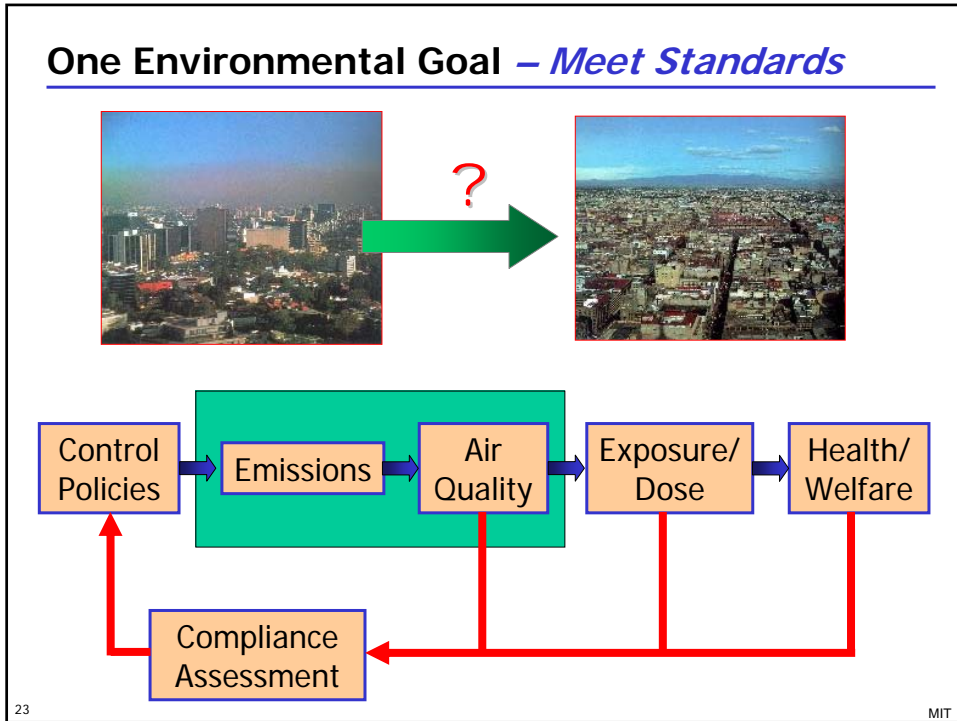 One Environmental Goal – Meet Standards
?
Control
Policies
Emissions
Air
Quality
Exposure/
Dose
Health/
Welfare
Compliance
Assessment
23
MIT